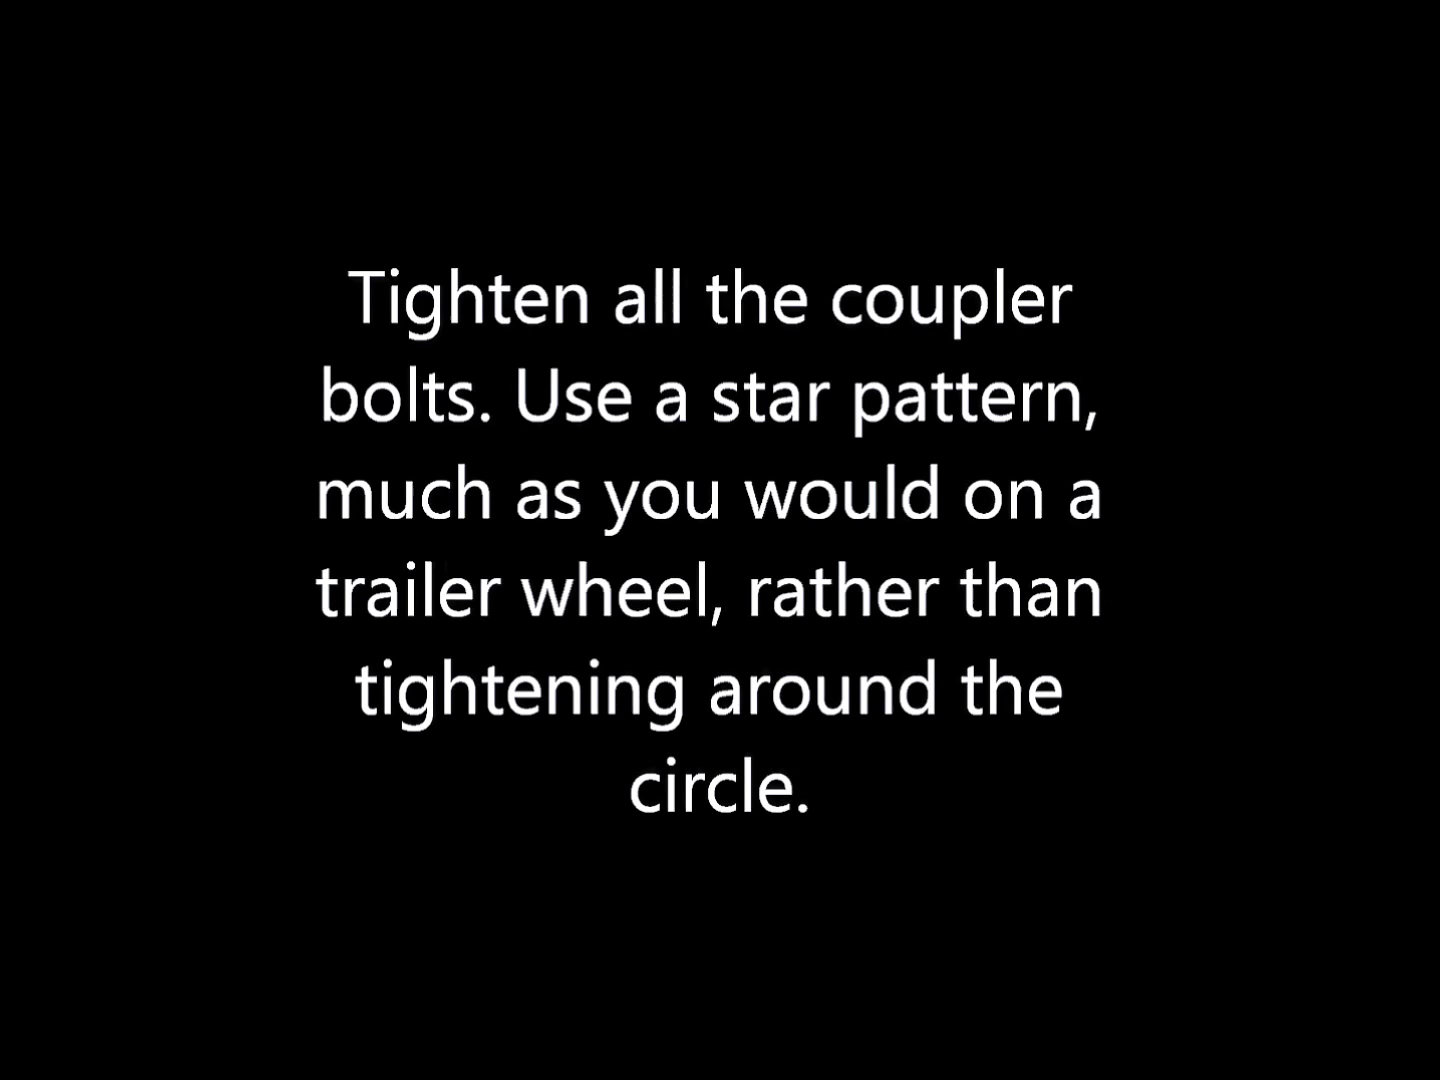 Tighten all the coupler
bolts. Use a star pattern,
much as you would on a
trailer wheel, rather than
tightening around the
circle.